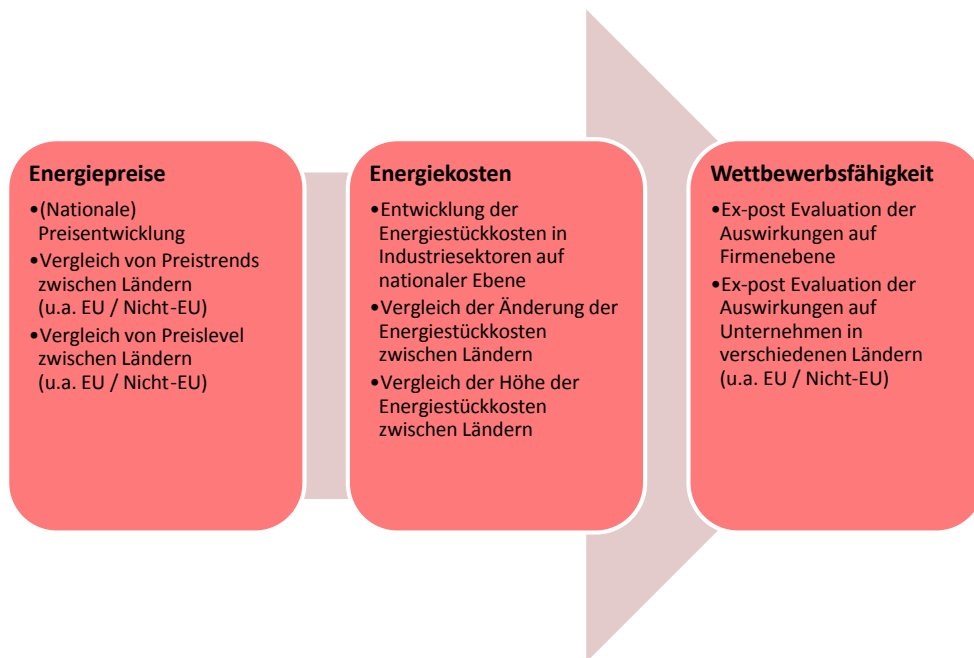 Energiepreise
•(Nationale)
Preisentwicklung
•Vergleich von Preistrends
zwischen Ländern
(u.a. EU / Nicht-EU)
•Vergleich von Preislevel
zwischen Ländern
(u.a. EU / Nicht-EU)
Energiekosten
•Entwicklung der
Energiestückkosten in
Industriesektoren auf
nationaler Ebene
•Vergleich der Änderung der
Energiestückkosten
zwischen Ländern
•Vergleich der Höhe der
Energiestückkosten
zwischen Ländern
Wettbewerbsfähigkeit
•Ex-post Evaluation der
Auswirkungen auf
Firmenebene
•Ex-post Evaluation der
Auswirkungen auf
Unternehmen in
verschiedenen Ländern
(u.a. EU / Nicht-EU)